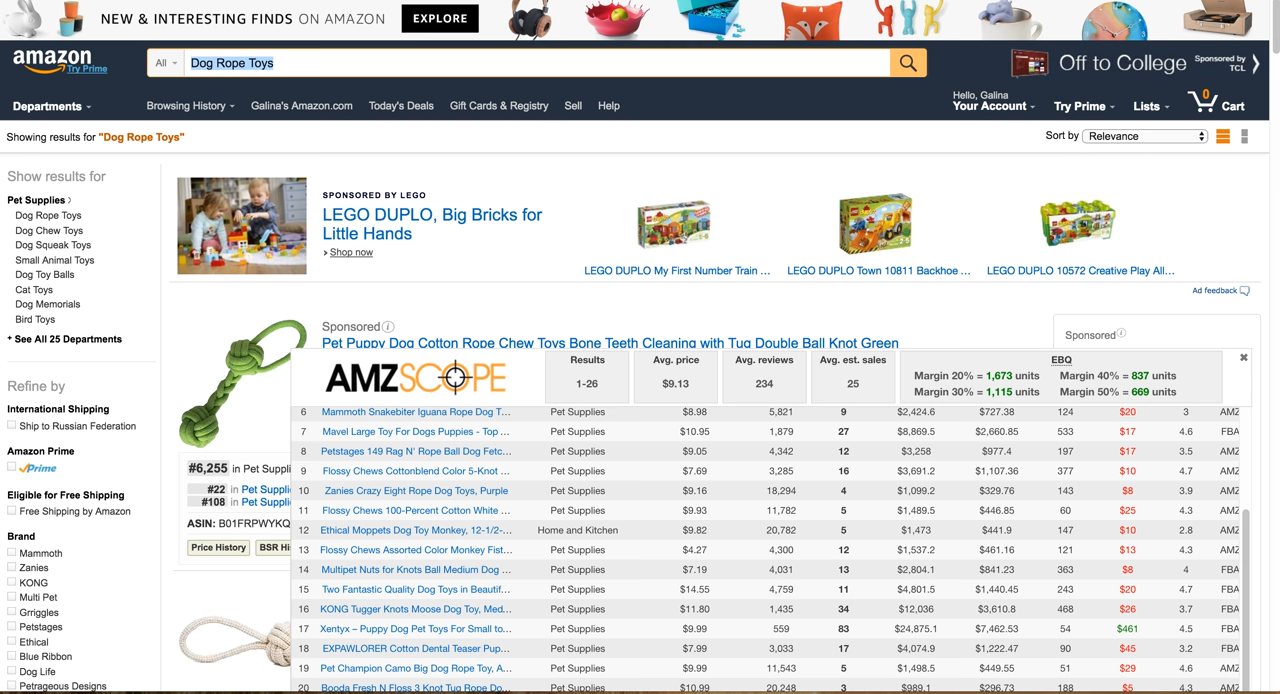 NEW & INTERESTING FINDS ON AMAZON EXPLORE
amazon
Try Prime
All
Dog Rope Toys
Off to College
Sponsored by TCL
Departments
Browsing History
Galina's Amazon.com
Today's Deals
Gift Cards & Registry
Sell
Help
Hello, Galina
Your Account
Try Prime
Lists
0
Cart
Showing results for "Dog Rope Toys"
Sort by Relevance
Show results for
Pet Supplies
Dog Rope Toys
Dog Chew Toys
Dog Squeak Toys
Small Animal Toys
Dog Toy Balls
Cat Toys
Dog Memorials
Bird Toys
+ See All 25 Departments
Refine by
International Shipping
Ship to Russian Federation
Amazon Prime
Prime
Eligible for Free Shipping
Free Shipping by Amazon
Brand
Mammoth
Zanies
KONG
Multi Pet
Grriggles
Petstages
Ethical
Blue Ribbon
Dog Life
Petrageous Designs
SPONSORED BY LEGO
LEGO DUPLO, Big Bricks for
Little Hands
› Shop now
LEGO DUPLO My First Number Train ...
LEGO DUPLO Town 10811 Backhoe ...
LEGO DUPLO 10572 Creative Play All...
Ad feedback
Sponsored
Pet Puppy Dog Cotton Rope Chew Toys Bone Teeth Cleaning with Tug Double Ball Knot Green
Sponsored
#6,255 in Pet Suppli
#22 in Pet Suppli
#108 in Pet Suppli
ASIN: B01FRPWYKQ
Price History
BSR Hi
AMZSCOPE
Results
1-26
Avg. price
$9.13
Avg. reviews
234
Avg. est. sales
25
EBQ
Margin 20% = 1,673 units Margin 40% = 837 units
Margin 30% = 1,115 units Margin 50% = 669 units
6 Mammoth Snakebiter Iguana Rope Dog T... Pet Supplies $8.98 5,821 9 $2,424.6 $727.38 124 $20 3 AMZ
7 Mavel Large Toy For Dogs Puppies - Top ... Pet Supplies $10.95 1,879 27 $8,869.5 $2,660.85 533 $17 4.6 FBA
8 Petstages 149 Rag N' Rope Ball Dog Fetc... Pet Supplies $9.05 4,342 12 $3,258 $977.4 197 $17 3.5 AMZ
9 Flossy Chews Cottonblend Color 5-Knot ... Pet Supplies $7.69 3,285 16 $3,691.2 $1,107.36 377 $10 4.7 AMZ
10 Zanies Crazy Eight Rope Dog Toys, Purple Pet Supplies $9.16 18,294 4 $1,099.2 $329.76 143 $8 3.9 AMZ
11 Flossy Chews 100-Percent Cotton White ... Pet Supplies $9.93 11,782 5 $1,489.5 $446.85 60 $25 4.3 AMZ
12 Ethical Moppets Dog Toy Monkey, 12-1/2-... Home and Kitchen $9.82 20,782 5 $1,473 $441.9 147 $10 2.8 AMZ
13 Flossy Chews Assorted Color Monkey Fist... Pet Supplies $4.27 4,300 12 $1,537.2 $461.16 121 $13 4.3 AMZ
14 Multipet Nuts for Knots Ball Medium Dog ... Pet Supplies $7.19 4,031 13 $2,804.1 $841.23 363 $8 4 FBA
15 Two Fantastic Quality Dog Toys in Beautif... Pet Supplies $14.55 4,759 11 $4,801.5 $1,440.45 243 $20 4.7 FBA
16 KONG Tugger Knots Moose Dog Toy, Med... Pet Supplies $11.80 1,435 34 $12,036 $3,610.8 468 $26 3.7 FBA
17 Xentyx – Puppy Dog Pet Toys For Small to... Pet Supplies $9.99 559 83 $24,875.1 $7,462.53 54 $461 4.5 FBA
18 EXPAWLORER Cotton Dental Teaser Pup... Pet Supplies $7.99 3,033 17 $4,074.9 $1,222.47 90 $45 3.2 FBA
19 Pet Champion Camo Big Dog Rope Toy, A... Pet Supplies $9.99 11,543 5 $1,498.5 $449.55 51 $29 4.6 AMZ
20 Booda Fresh N Floss 3 Knot Tug Rope Do... Pet Supplies $10.99 20,248 3 $989.1 $296.73 188 $5 4.3 AMZ